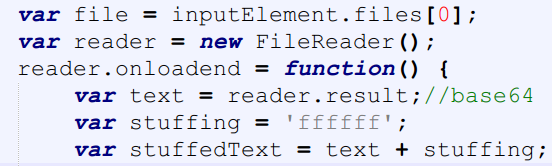 var file = inputElement.files[0];
var reader = new FileReader();
reader.onloadend = function() {
    var text = reader.result;//base64
    var stuffing = 'ffffff';
    var stuffedText = text + stuffing;